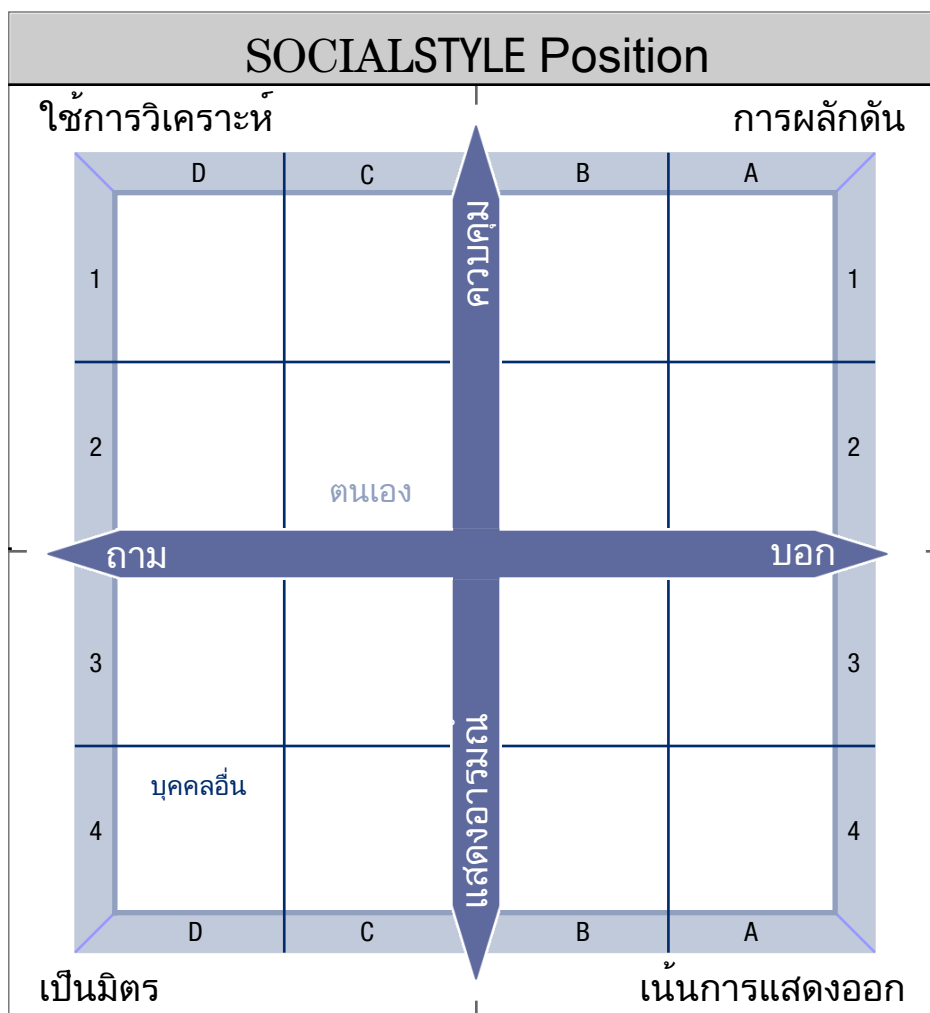 SOCIALSTYLE Position
ใช้การวิเคราะห์ การผลักดัน
D C B A
ควบคุม
1 1
2 2
ตนเอง
ถาม บอก
3 3
แสดงอารมณ์
บุคคลอื่น
4 4
D C B A
เป็นมิตร เน้นการแสดงออก